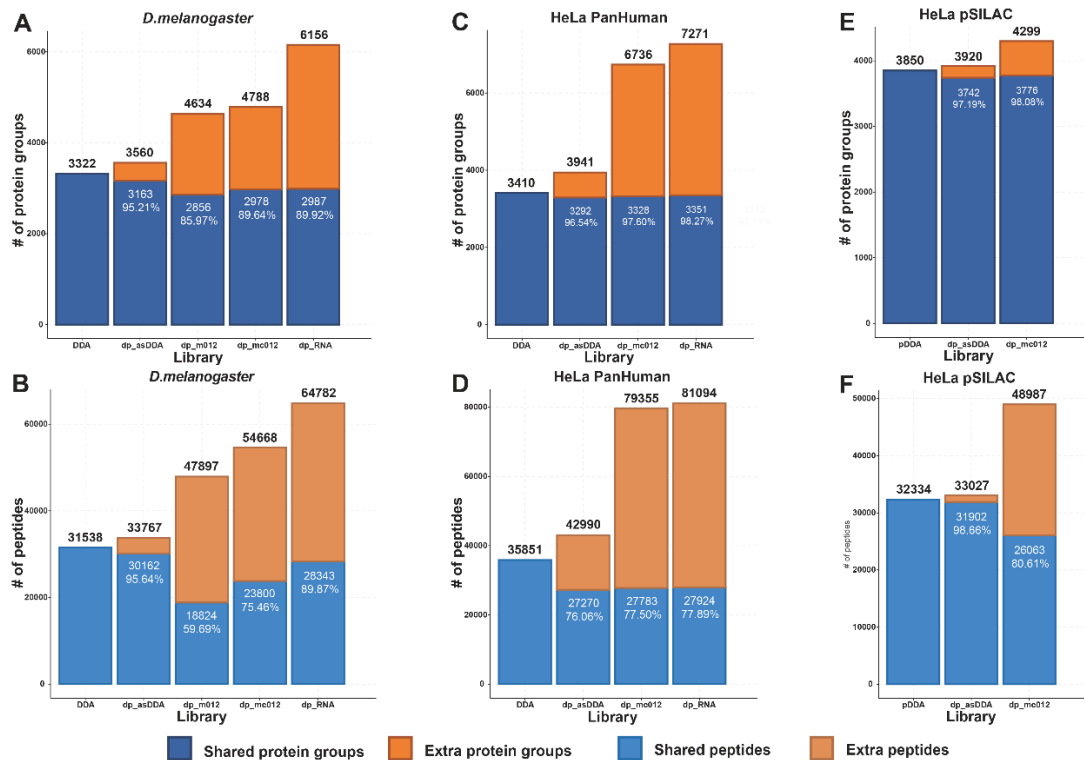 A
D.melanogaster
# of protein groups
6000
4000
2000
0
3322
3560
4634
4788
6156
3163
95.21%
2856
85.97%
2978
89.64%
2987
89.92%
DDA
dp_asDDA
dp_m012
dp_mc012
dp_RNA
Library
C
HeLa PanHuman
# of protein groups
6000
4000
2000
0
3410
3941
6736
7271
3292
96.54%
3328
97.60%
3351
98.27%
DDA
dp_asDDA
dp_mc012
dp_RNA
Library
E
HeLa pSILAC
# of protein groups
4000
3000
2000
1000
0
3850
3920
4299
3742
97.19%
3776
98.08%
pDDA
dp_asDDA
dp_mc012
Library
B
D.melanogaster
# of peptides
60000
40000
20000
0
31538
33767
47897
54668
64782
30162
95.64%
18824
59.69%
23800
75.46%
28343
89.87%
DDA
dp_asDDA
dp_m012
dp_mc012
dp_RNA
Library
D
HeLa PanHuman
# of peptides
80000
60000
40000
20000
0
35851
42990
79355
81094
27270
76.06%
27783
77.50%
27924
77.89%
DDA
dp_asDDA
dp_mc012
dp_RNA
Library
F
HeLa pSILAC
# of peptides
50000
40000
30000
20000
10000
0
32334
33027
48987
31902
98.66%
26063
80.61%
pDDA
dp_asDDA
dp_mc012
Library
Shared protein groups
Extra protein groups
Shared peptides
Extra peptides